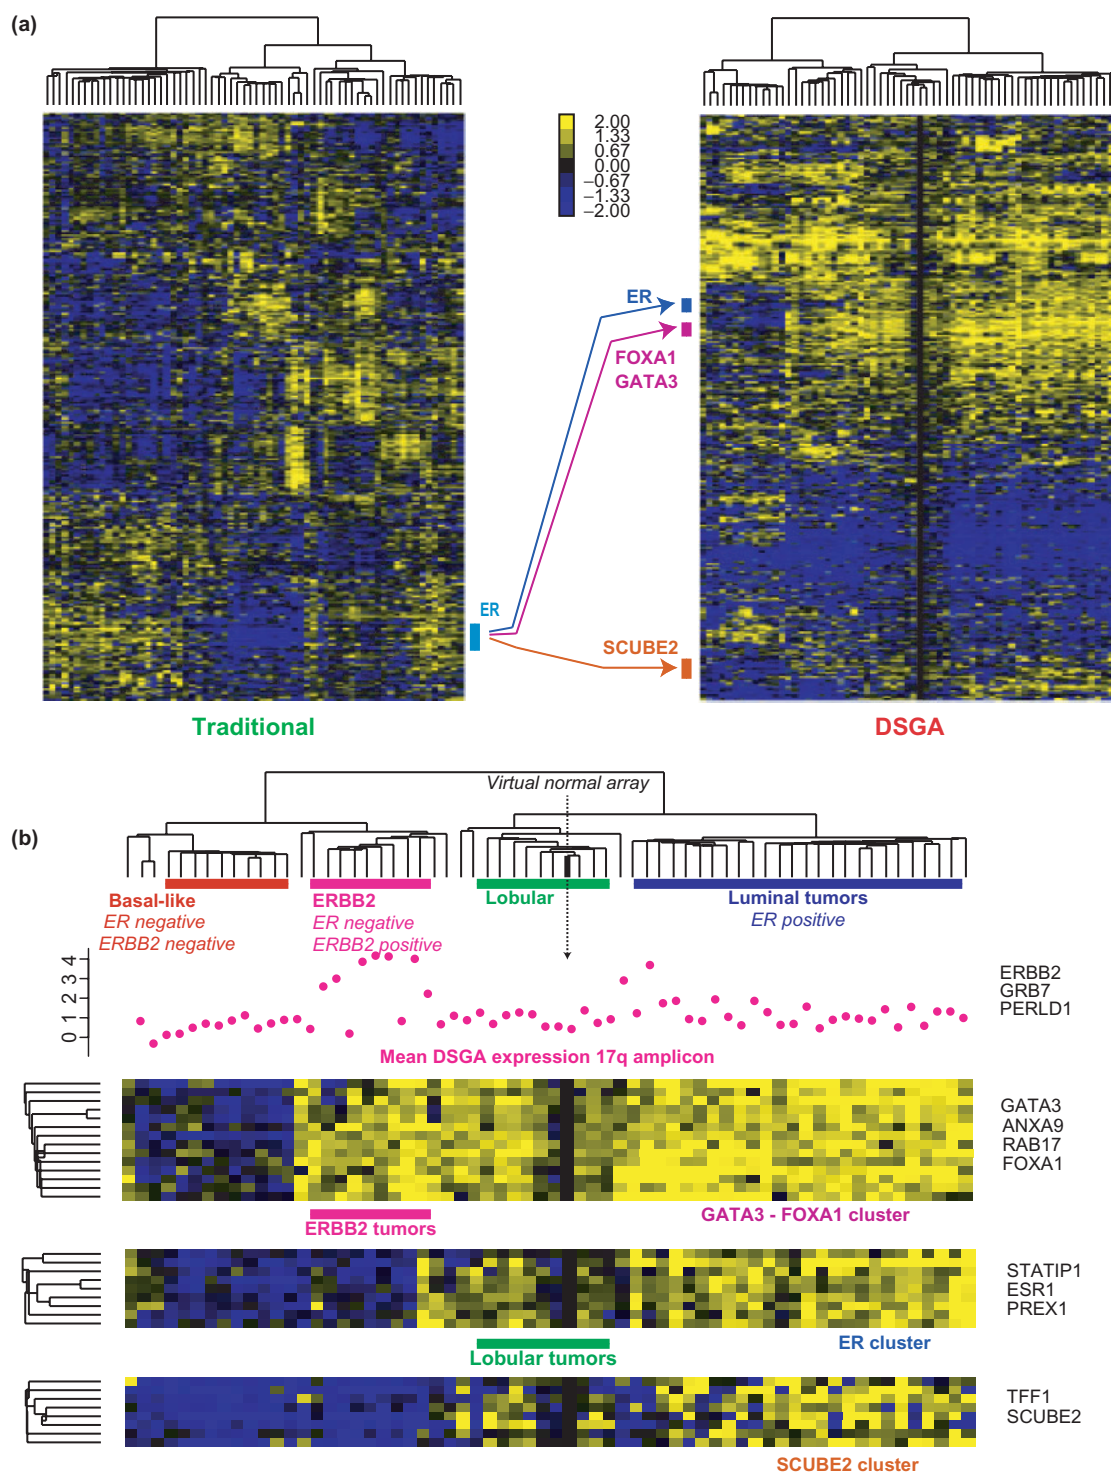 (a)
2.00
1.33
0.67
0.00
−0.67
−1.33
−2.00
ER
FOXA1
GATA3
ER
SCUBE2
Traditional
DSGA
(b)
Virtual normal array
Basal-like
ER negative
ERBB2 negative
ERBB2
ER negative
ERBB2 positive
Lobular
Luminal tumors
ER positive
4
3
2
1
0
ERBB2
GRB7
PERLD1
Mean DSGA expression 17q amplicon
GATA3
ANXA9
RAB17
FOXA1
ERBB2 tumors
GATA3 - FOXA1 cluster
STATIP1
ESR1
PREX1
Lobular tumors
ER cluster
TFF1
SCUBE2
SCUBE2 cluster